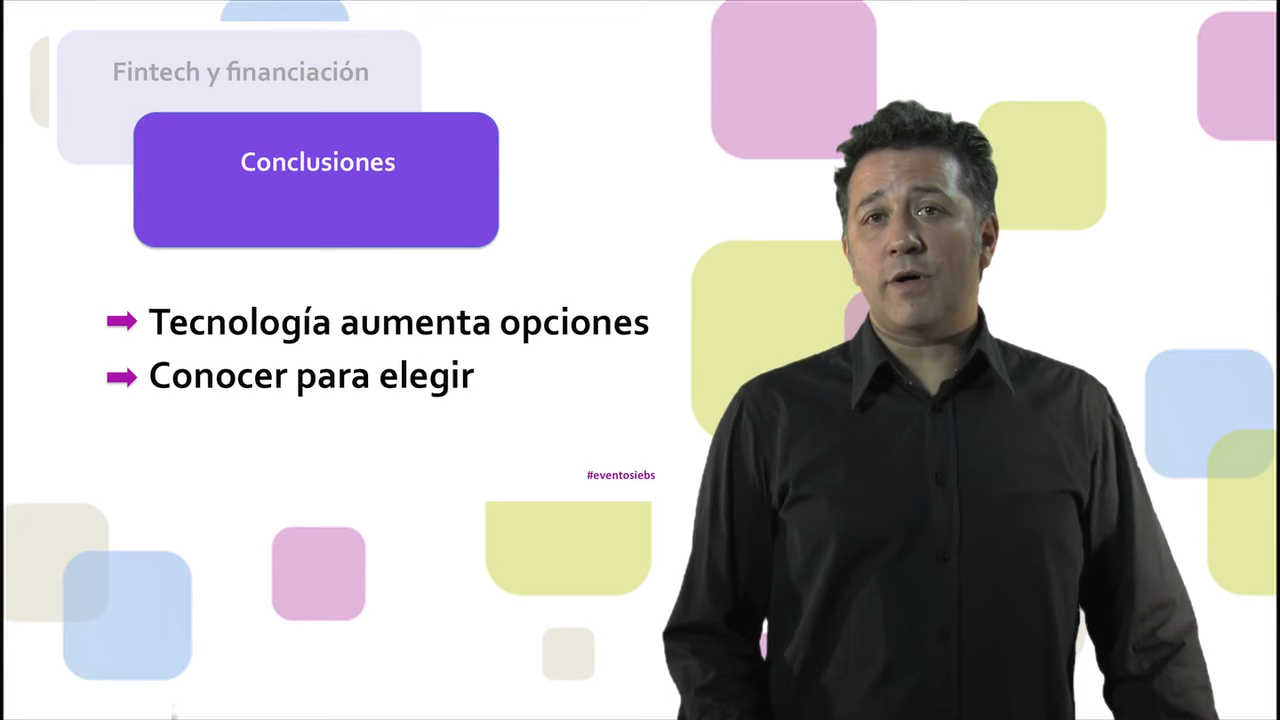 Fintech y financiación
Conclusiones
Tecnología aumenta opciones
Conocer para elegir
#eventosiebs